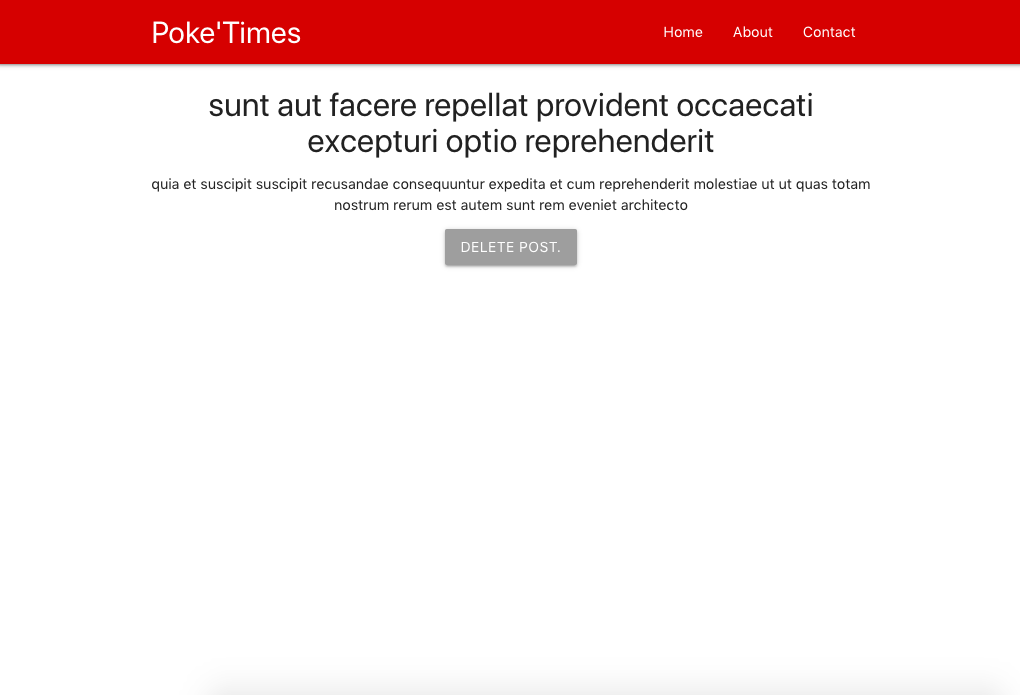 Poke'Times
Home
About
Contact
sunt aut facere repellat provident occaecati
excepturi optio reprehenderit
quia et suscipit suscipit recusandae consequuntur expedita et cum reprehenderit molestiae ut ut quas totam
nostrum rerum est autem sunt rem eveniet architecto
DELETE POST.